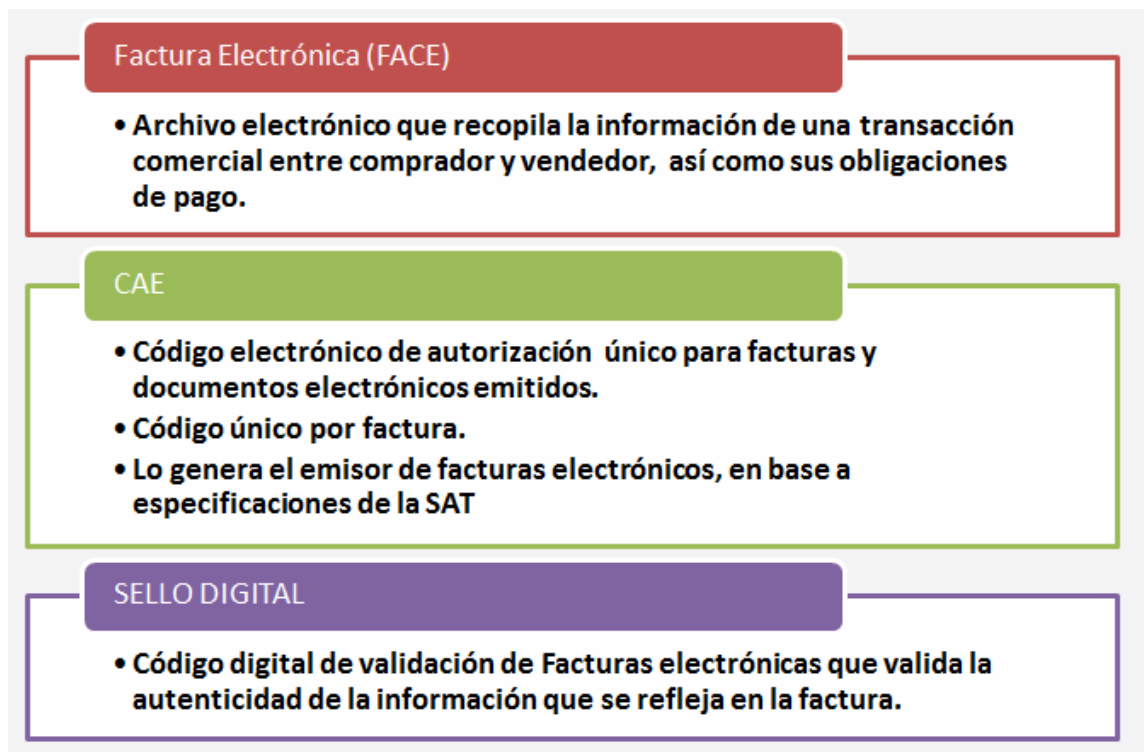 Factura Electrónica (FACE)
• Archivo electrónico que recopila la información de una transacción
comercial entre comprador y vendedor, así como sus obligaciones
de pago.
CAE
• Código electrónico de autorización único para facturas y
documentos electrónicos emitidos.
• Código único por factura.
• Lo genera el emisor de facturas electrónicos, en base a
especificaciones de la SAT
SELLO DIGITAL
• Código digital de validación de Facturas electrónicas que valida la
autenticidad de la información que se refleja en la factura.